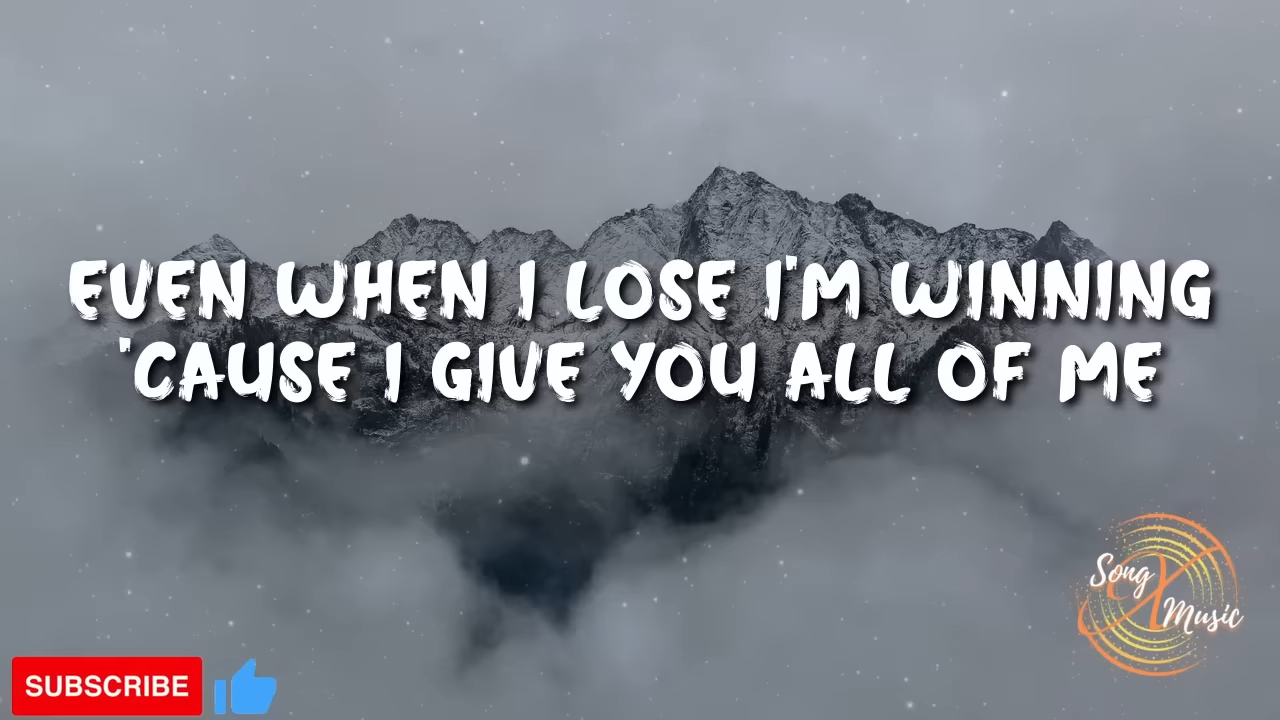 EVEN WHEN I LOSE I'M WINNING
'CAUSE I GIVE YOU ALL OF ME
Song X
Music
SUBSCRIBE